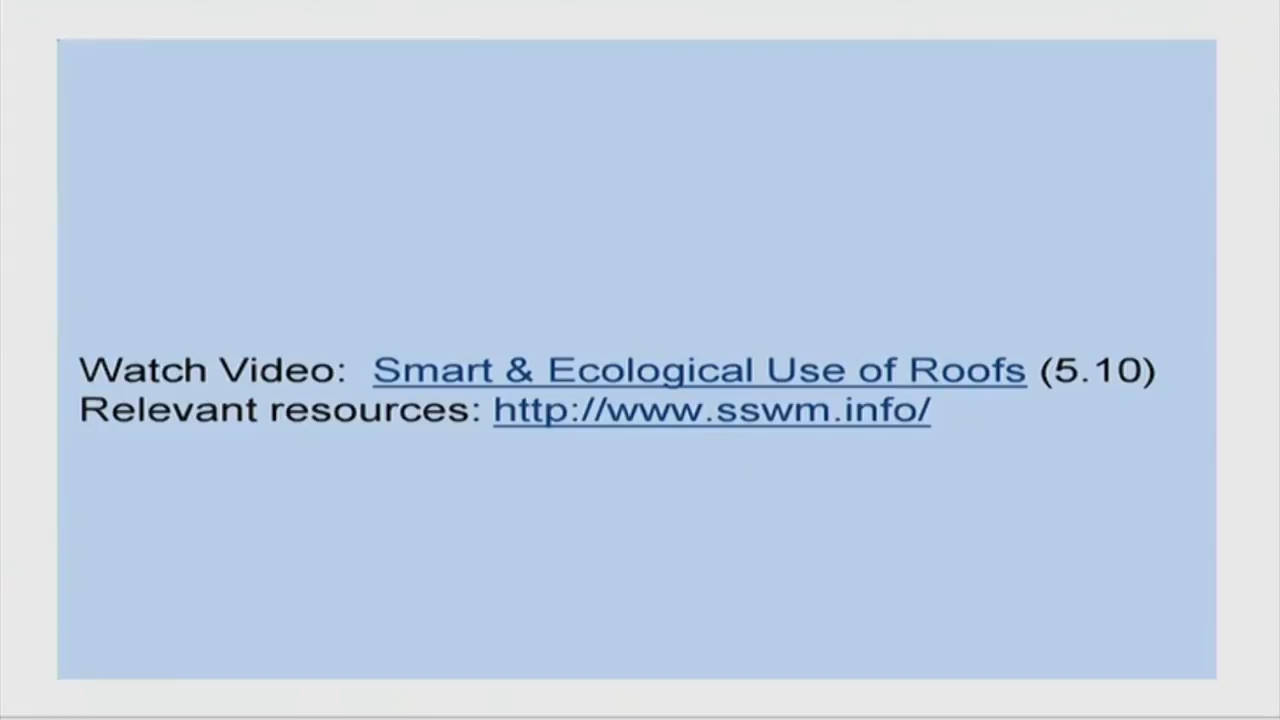 Watch Video: Smart & Ecological Use of Roofs (5.10)
Relevant resources: http://www.sswm.info/